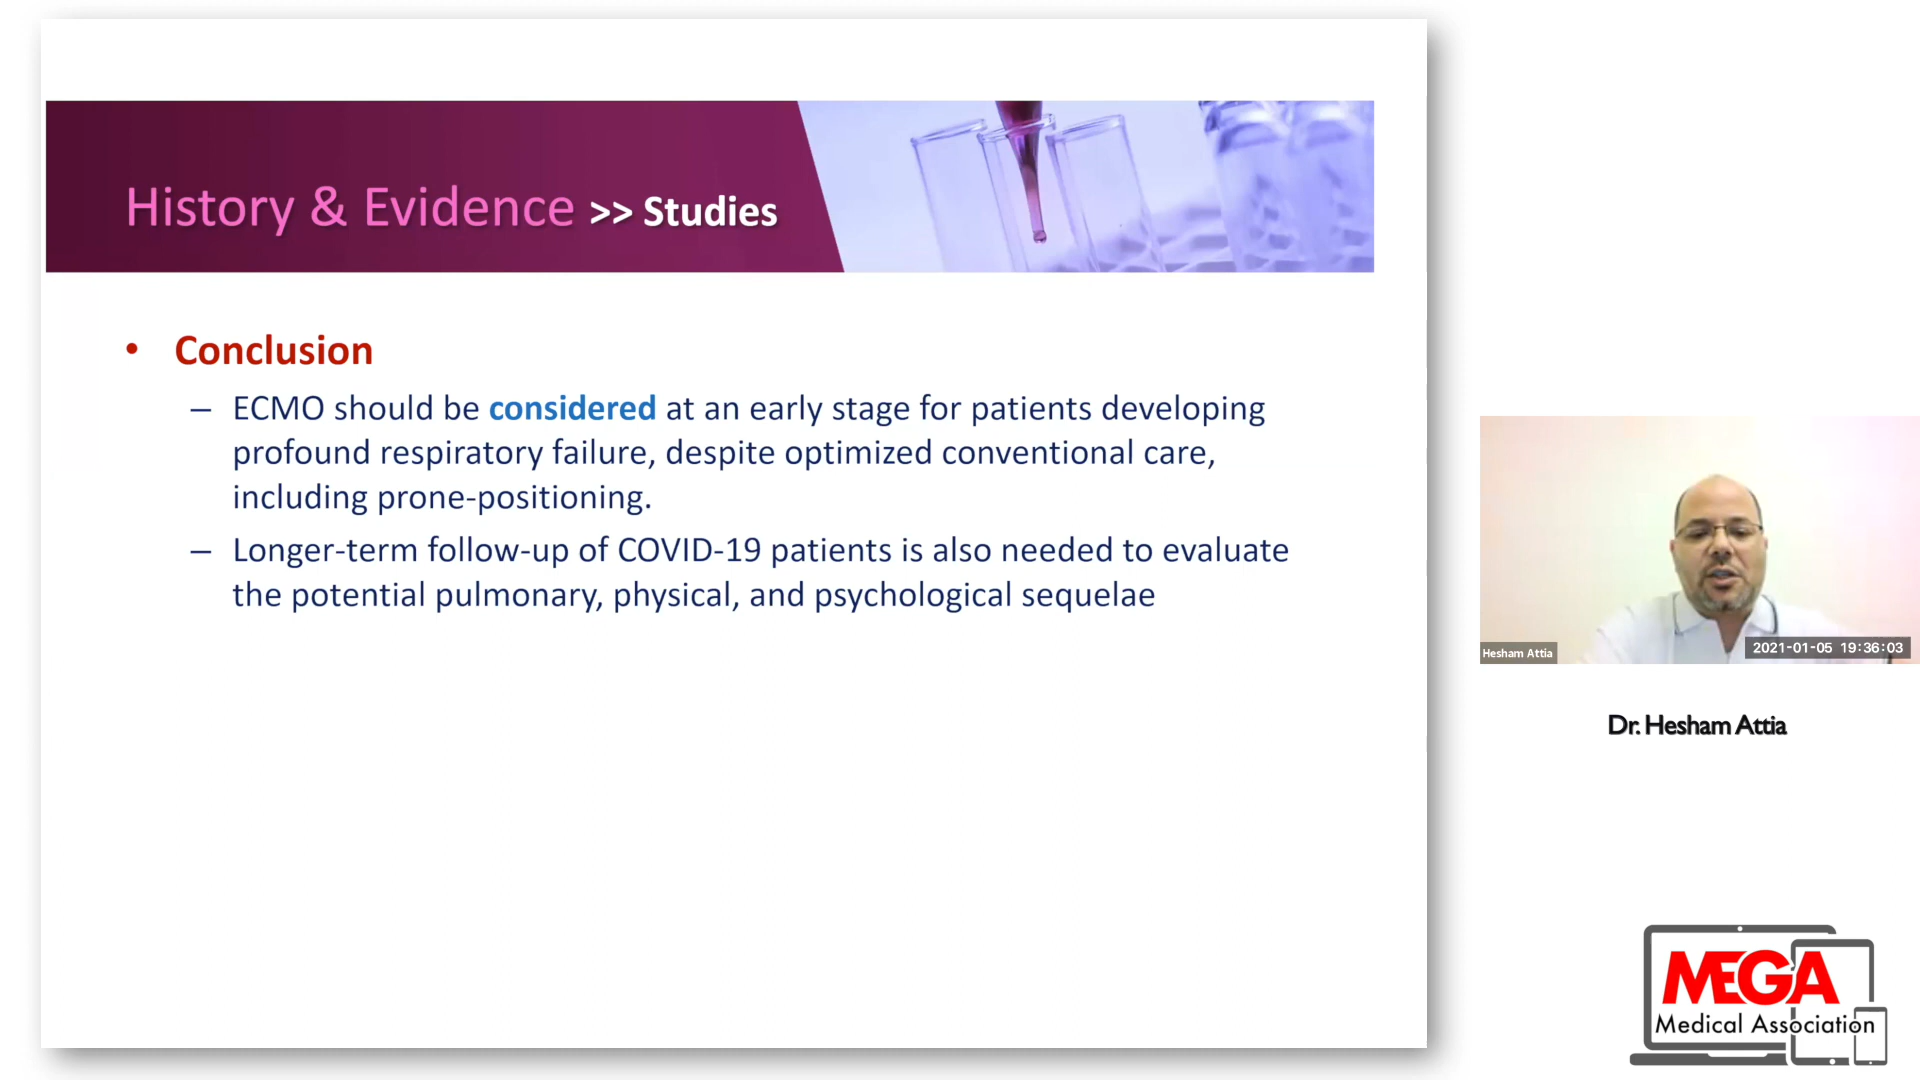 History & Evidence >> Studies
• Conclusion
– ECMO should be considered at an early stage for patients developing
profound respiratory failure, despite optimized conventional care,
including prone-positioning.
– Longer-term follow-up of COVID-19 patients is also needed to evaluate
the potential pulmonary, physical, and psychological sequelae
Hesham Attia
2021-01-05 19:36:03
Dr. Hesham Attia
MEGA
Medical Association